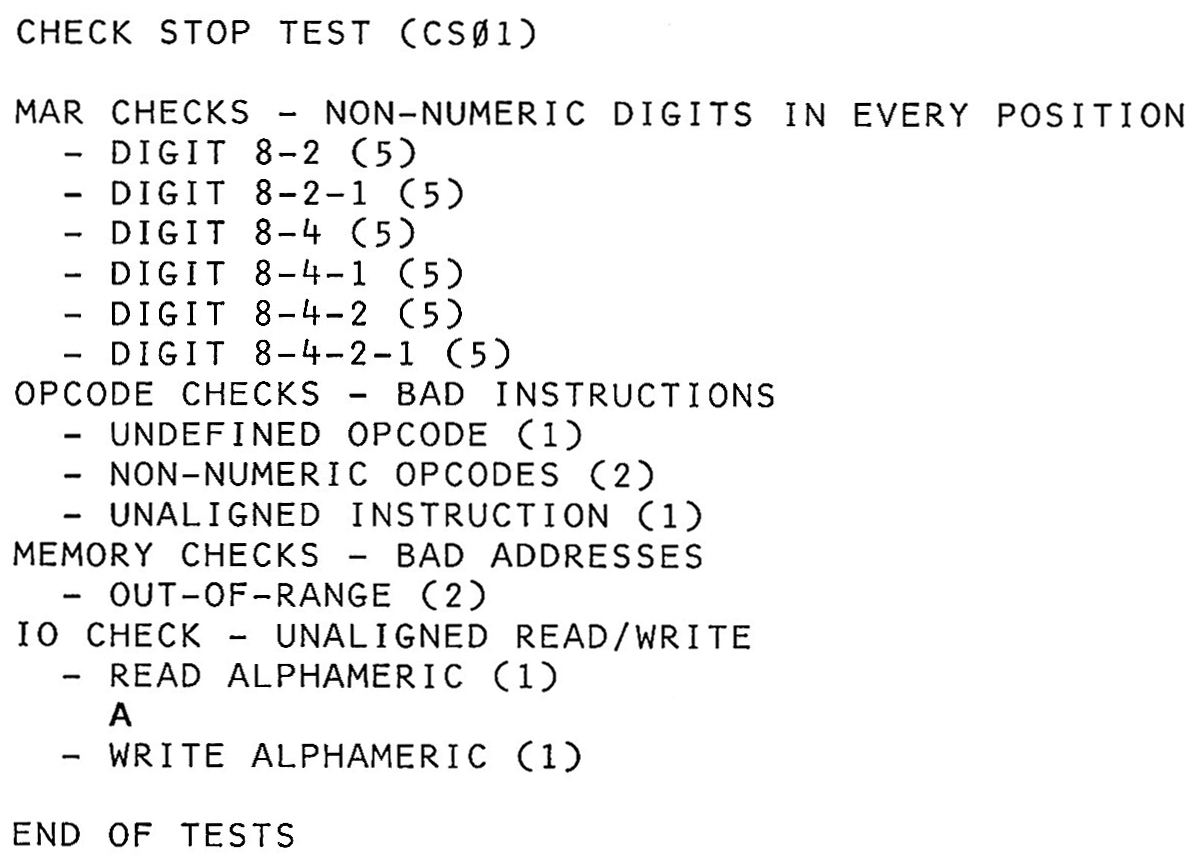 CHECK STOP TEST (CSØ1)
MAR CHECKS - NON-NUMERIC DIGITS IN EVERY POSITION
- DIGIT 8-2 (5)
- DIGIT 8-2-1 (5)
- DIGIT 8-4 (5)
- DIGIT 8-4-1 (5)
- DIGIT 8-4-2 (5)
- DIGIT 8-4-2-1 (5)
OPCODE CHECKS - BAD INSTRUCTIONS
- UNDEFINED OPCODE (1)
- NON-NUMERIC OPCODES (2)
- UNALIGNED INSTRUCTION (1)
MEMORY CHECKS - BAD ADDRESSES
- OUT-OF-RANGE (2)
IO CHECK - UNALIGNED READ/WRITE
- READ ALPHAMERIC (1)
A
- WRITE ALPHAMERIC (1)
END OF TESTS